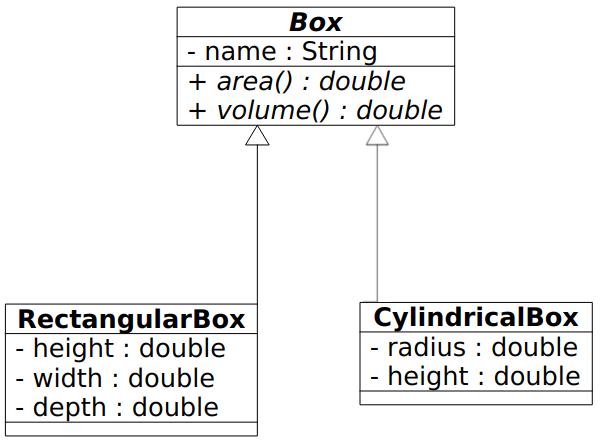 Box
- name : String
+ area() : double
+ volume() : double
RectangularBox
- height : double
- width : double
- depth : double
CylindricalBox
- radius : double
- height : double